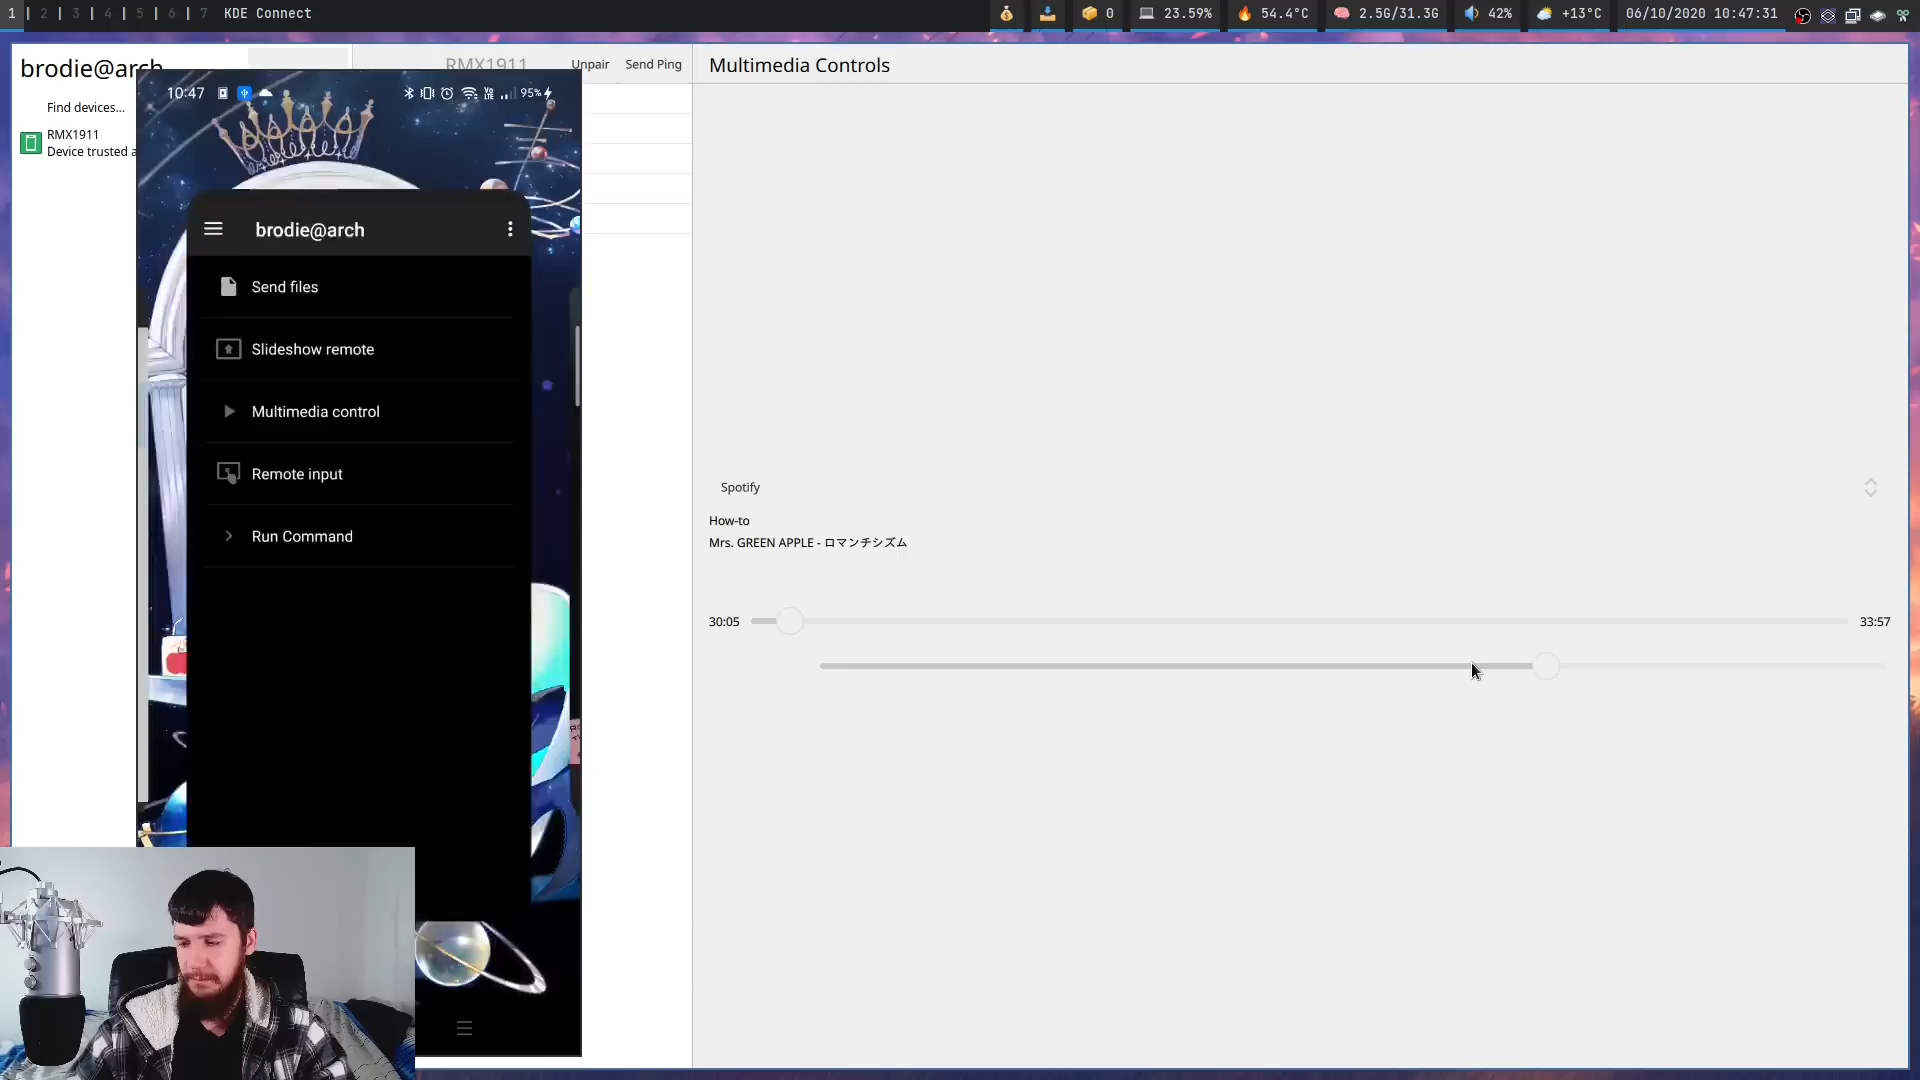 1 | 2 | 3 | 4 | 5 | 6 | 7 KDE Connect
0 23.59% 54.4°C 2.5G/31.3G 42% +13°C 06/10/2020 10:47:31
brodie@arch
RMX1911 Unpair Send Ping
Multimedia Controls
Find devices...
RMX1911
Device trusted a
10:47 95%
brodie@arch
Send files
Slideshow remote
Multimedia control
Remote input
Run Command
Spotify
How-to
Mrs. GREEN APPLE - ロマンチシズム
30:05 33:57